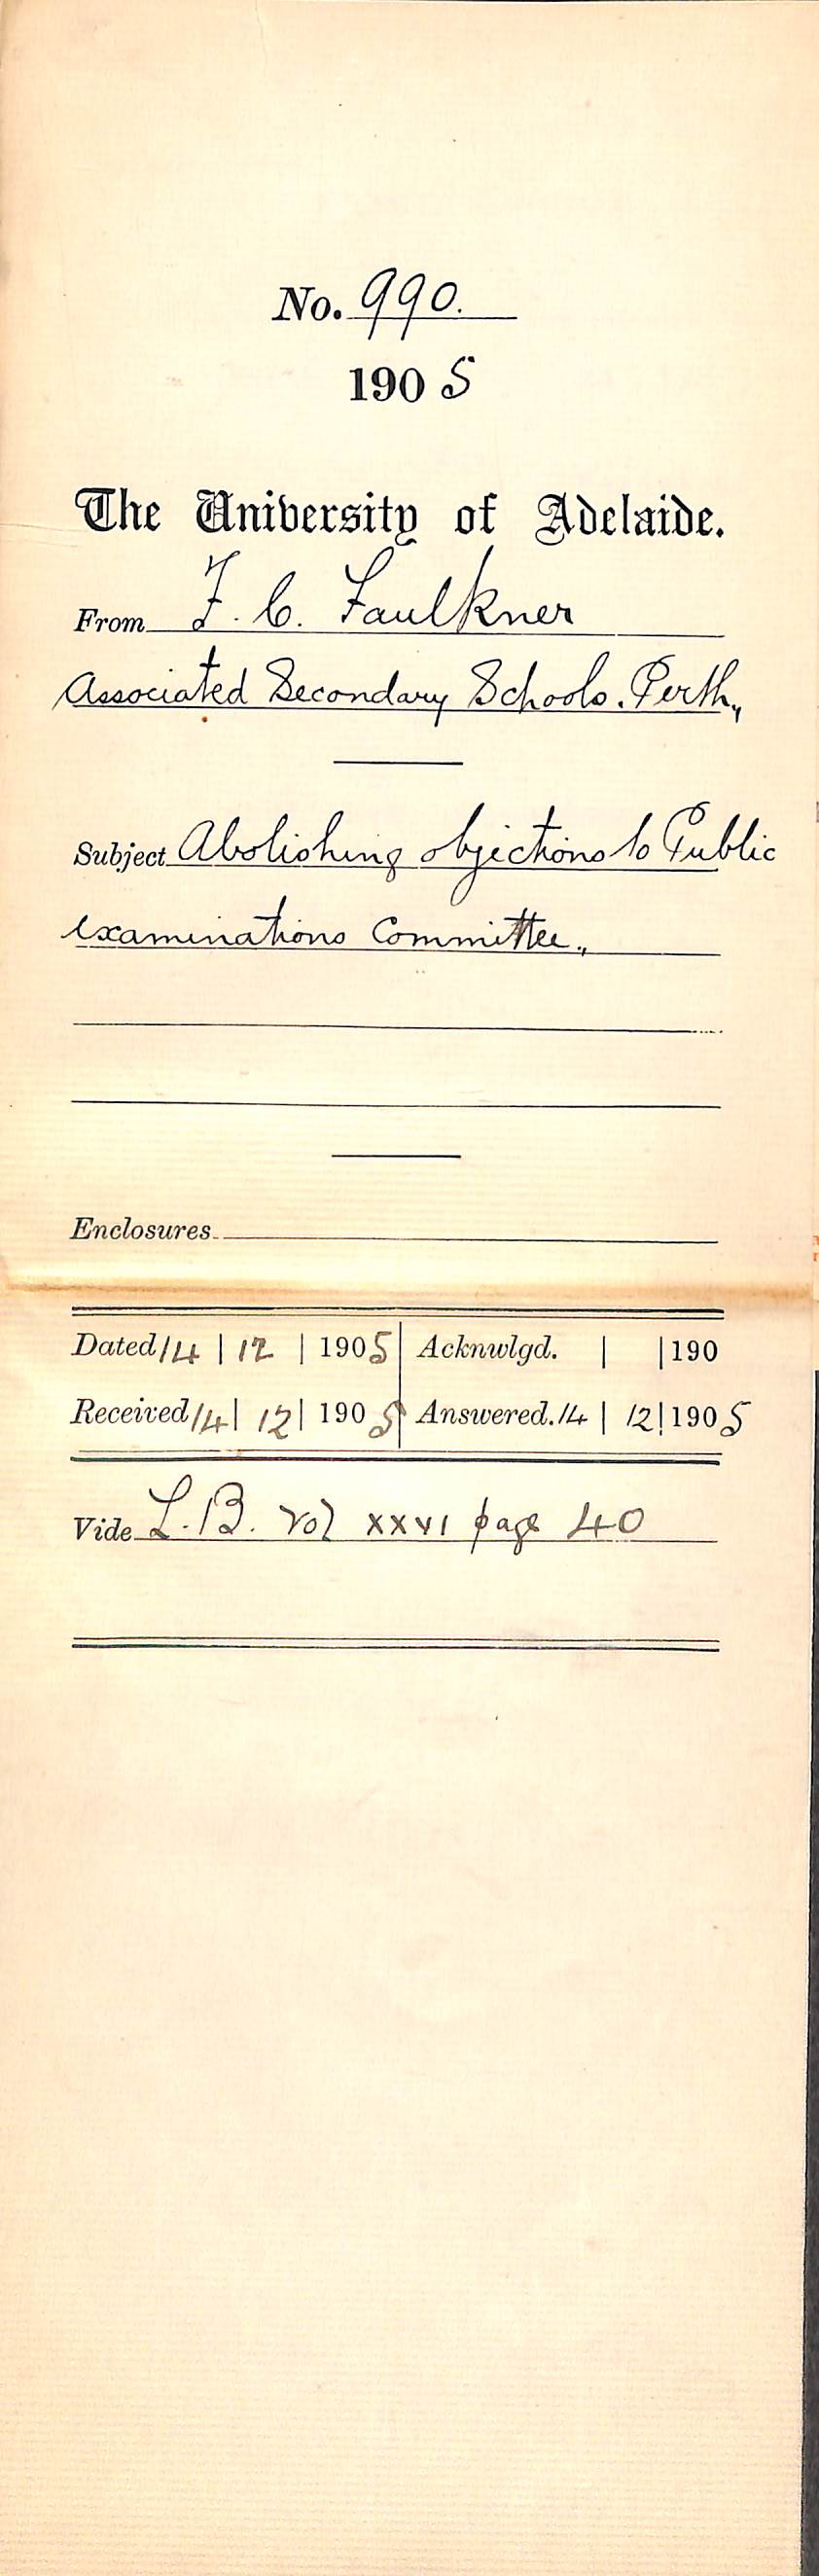 No. 990.
1905
The University of Adelaide.
From F. C. Faulkner
Associated Secondary Schools. Perth,
Subject Abolishing objections to Public
Examinations Committee.,
Enclosures
Dated 14 | 12 | 1905 | Acknwlgd. | | 190
Received 14 | 12 | 1905 | Answered. 14 | 12 | 1905
Vide L.B. Vol XXVI page 40